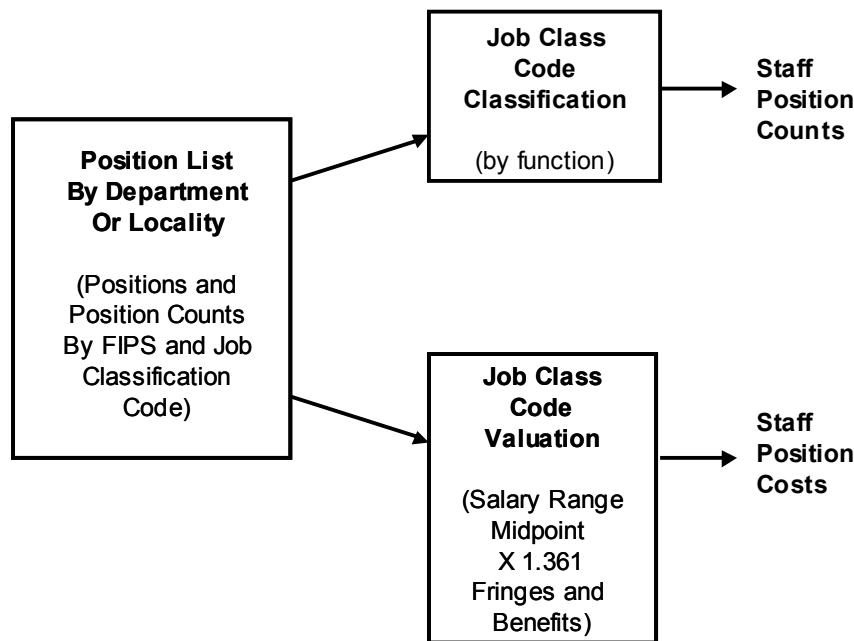 Position List
By Department
Or Locality
(Positions and
Position Counts
By FIPS and Job
Classification
Code)
Job Class
Code
Classification
(by function)
Staff
Position
Counts
Job Class
Code
Valuation
(Salary Range
Midpoint
X 1.361
Fringes and
Benefits)
Staff
Position
Costs